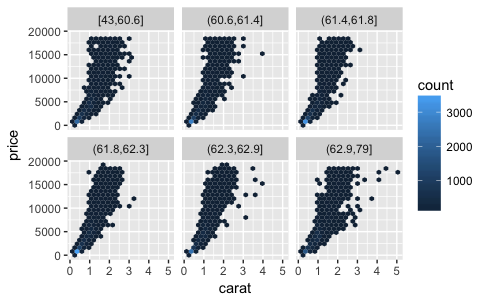 [43,60.6] (60.6,61.4] (61.4,61.8]
20000
15000
10000
5000
0
(61.8,62.3] (62.3,62.9] (62.9,79]
20000
15000
10000
5000
0
0 1 2 3 4 5 0 1 2 3 4 5 0 1 2 3 4 5
carat
price
count
3000
2000
1000